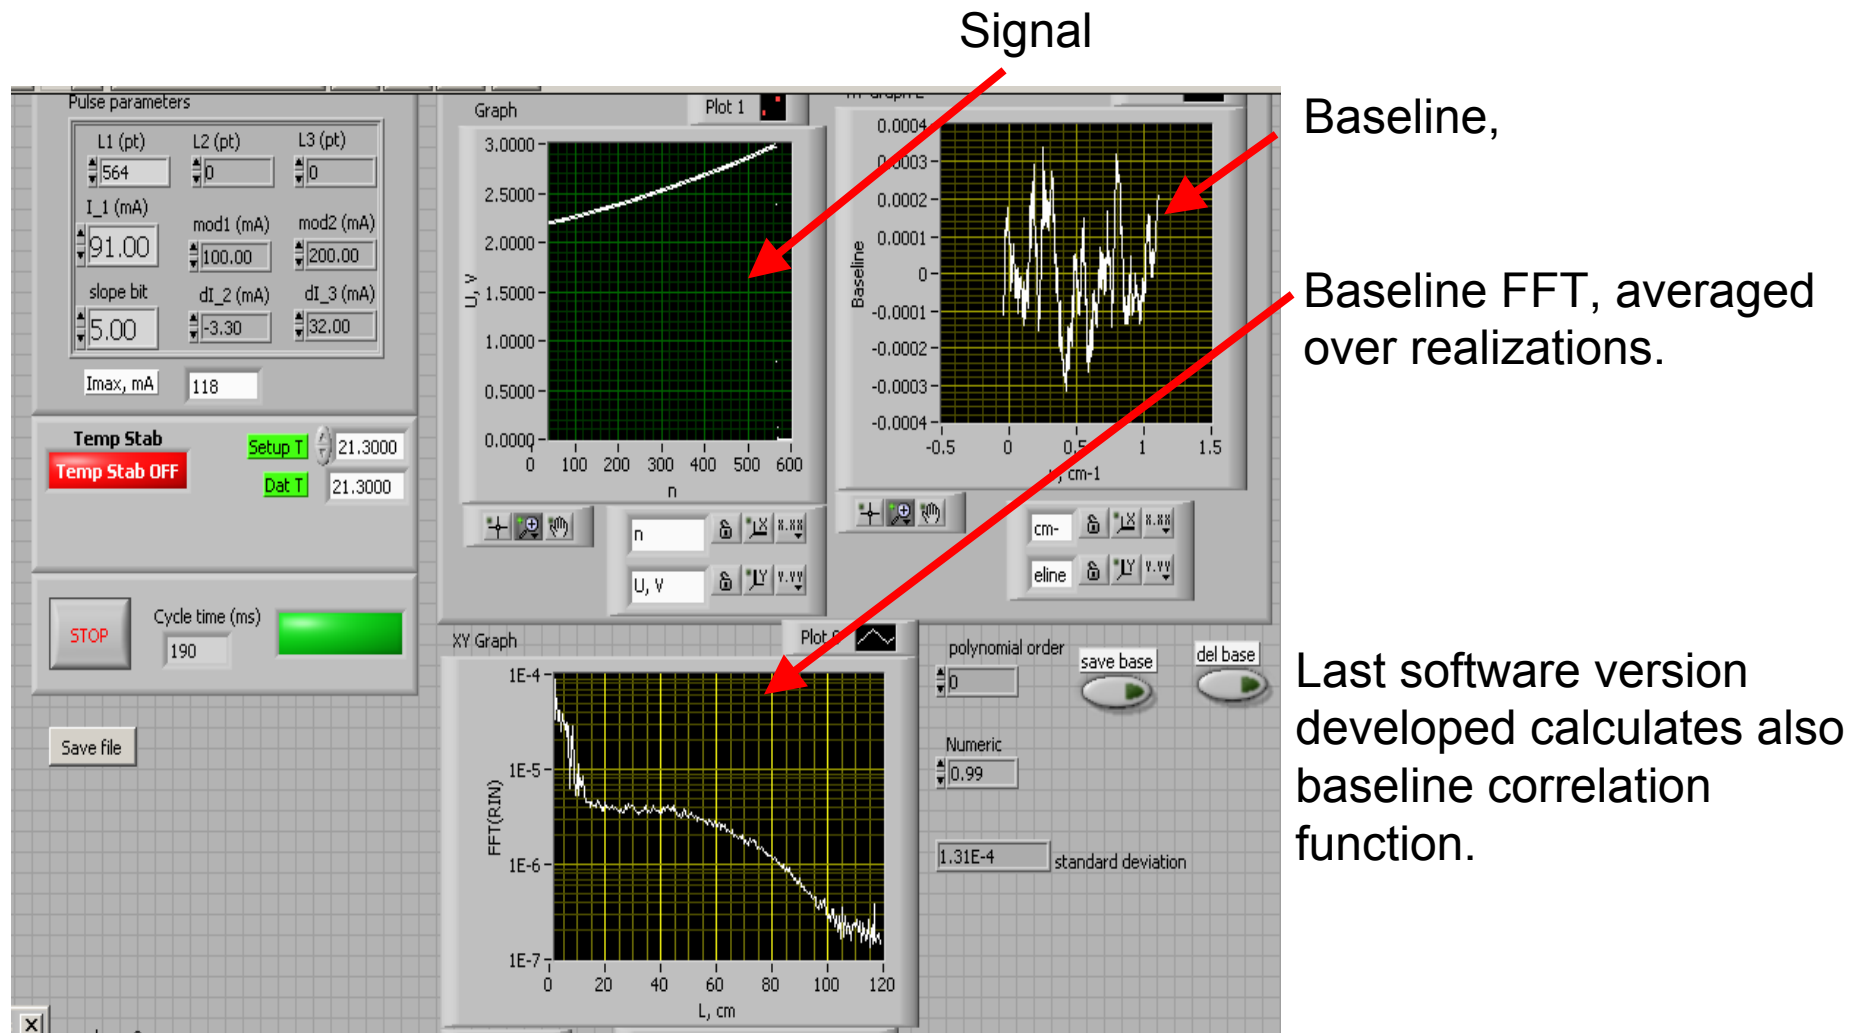 Signal
Baseline,
Baseline FFT, averaged
over realizations.
Last software version
developed calculates also
baseline correlation
function.
Pulse parameters
L1 (pt) L2 (pt) L3 (pt)
564 0 0
I_1 (mA) mod1 (mA) mod2 (mA)
91.00 100.00 200.00
slope bit dI_2 (mA) dI_3 (mA)
5.00 -3.30 32.00
Imax, mA 118
Temp Stab
Temp Stab OFF
Setup T 21.3000
Dat T 21.3000
STOP
Cycle time (ms)
190
Save file
Graph
Plot 1
3.0000
2.5000
2.0000
1.5000
1.0000
0.5000
0.0000
U, V
0 100 200 300 400 500 600
n
n
U, V
X.XX
Y.YY
0.0004
0.0003
0.0002
0.0001
0
-0.0001
-0.0002
-0.0003
-0.0004
Baseline
-0.5 0 0.5 1 1.5
, cm-1
cm-
eline
X.XX
Y.YY
XY Graph
Plot
1E-4
1E-5
1E-6
1E-7
FFT(RIN)
0 20 40 60 80 100 120
L, cm
polynomial order
0
save base
del base
Numeric
0.99
1.31E-4 standard deviation